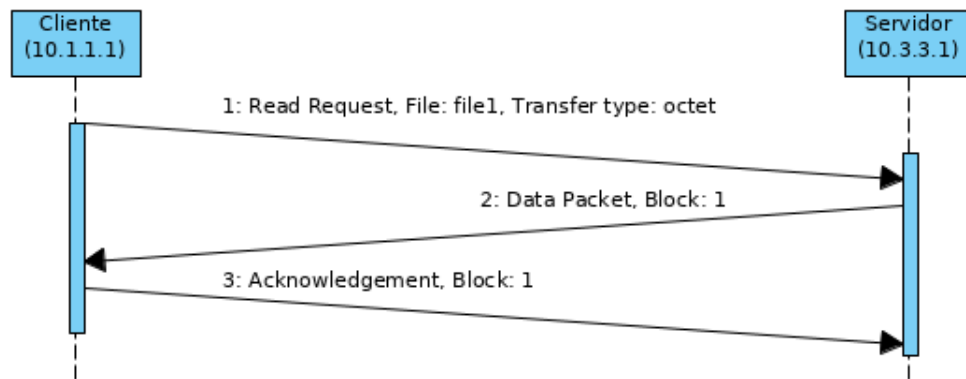 Cliente
(10.1.1.1)
Servidor
(10.3.3.1)
1: Read Request, File: file1, Transfer type: octet
2: Data Packet, Block: 1
3: Acknowledgement, Block: 1